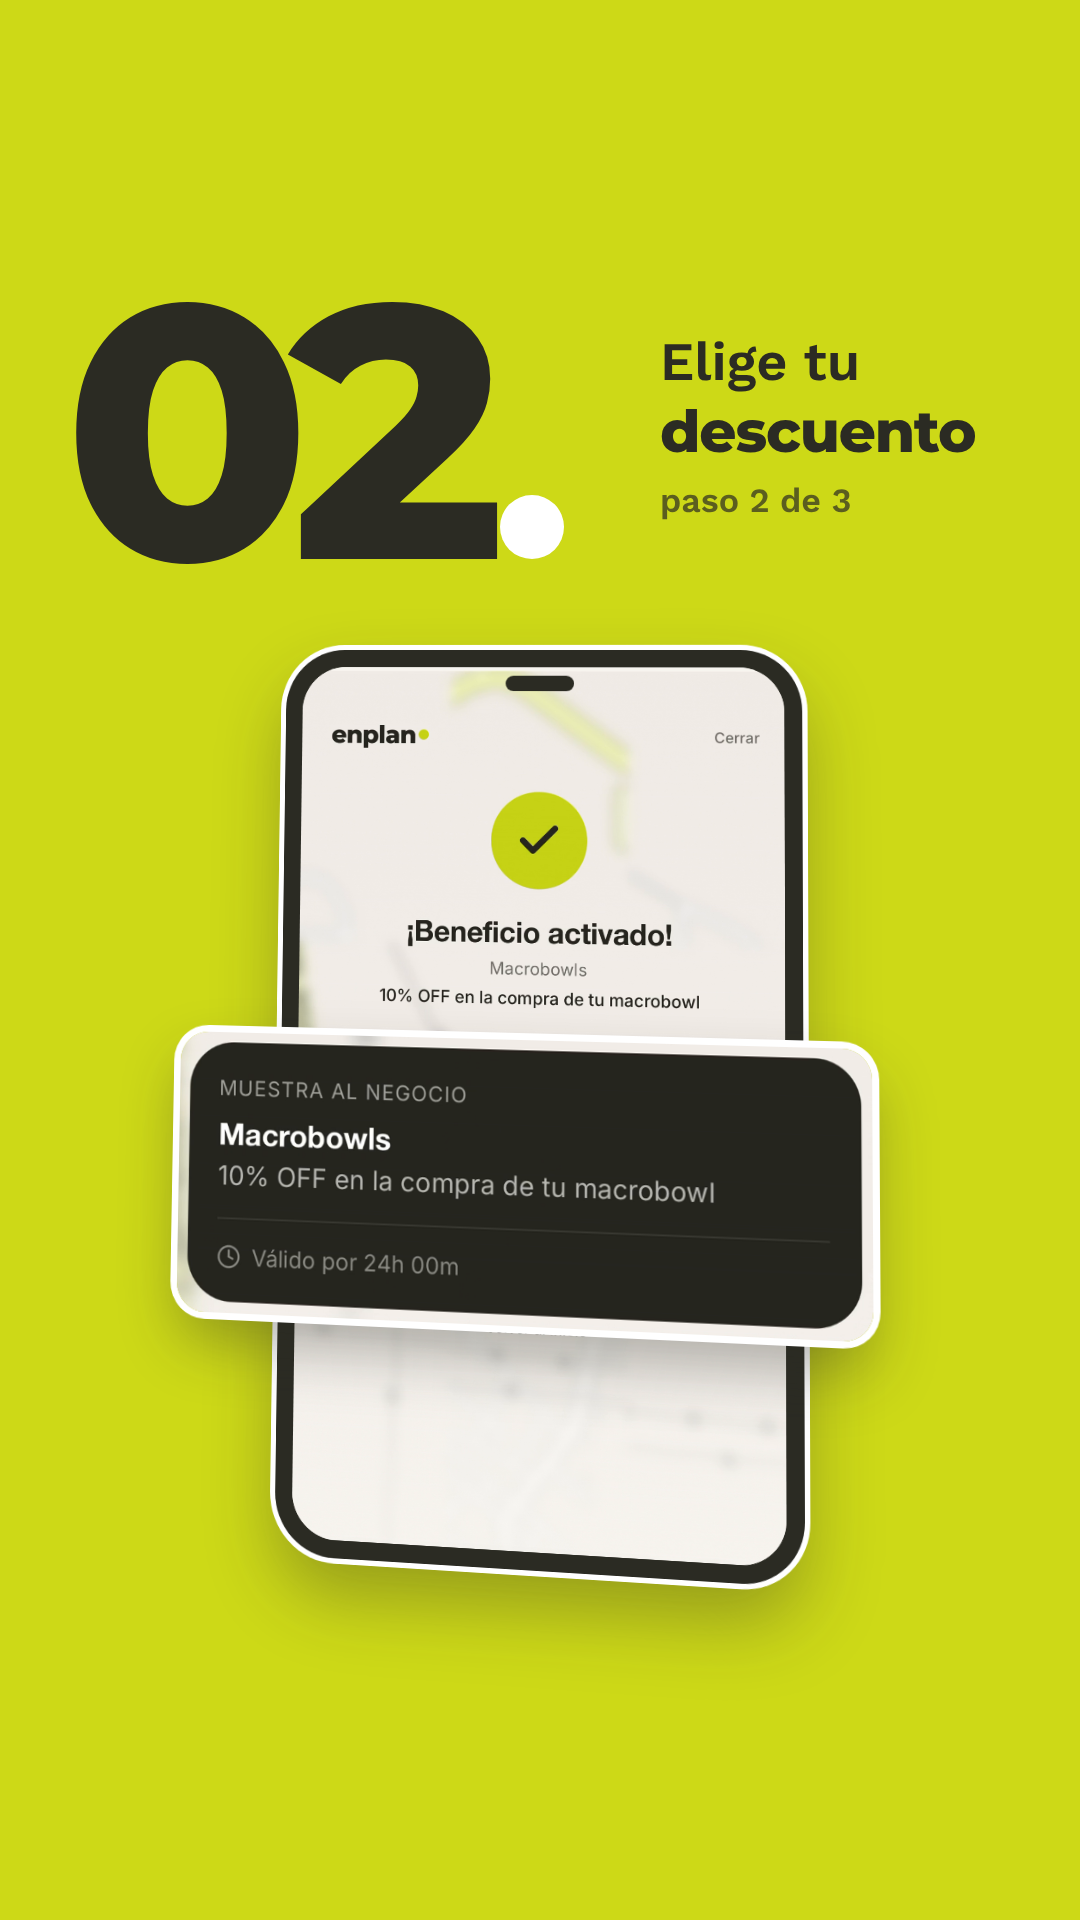 02.
Elige tu
descuento
paso 2 de 3
enplan
Cerrar
¡Beneficio activado!
Macrobowls
10% OFF en la compra de tu macrobowl
MUESTRA AL NEGOCIO
Macrobowls
10% OFF en la compra de tu macrobowl
Válido por 24h 00m